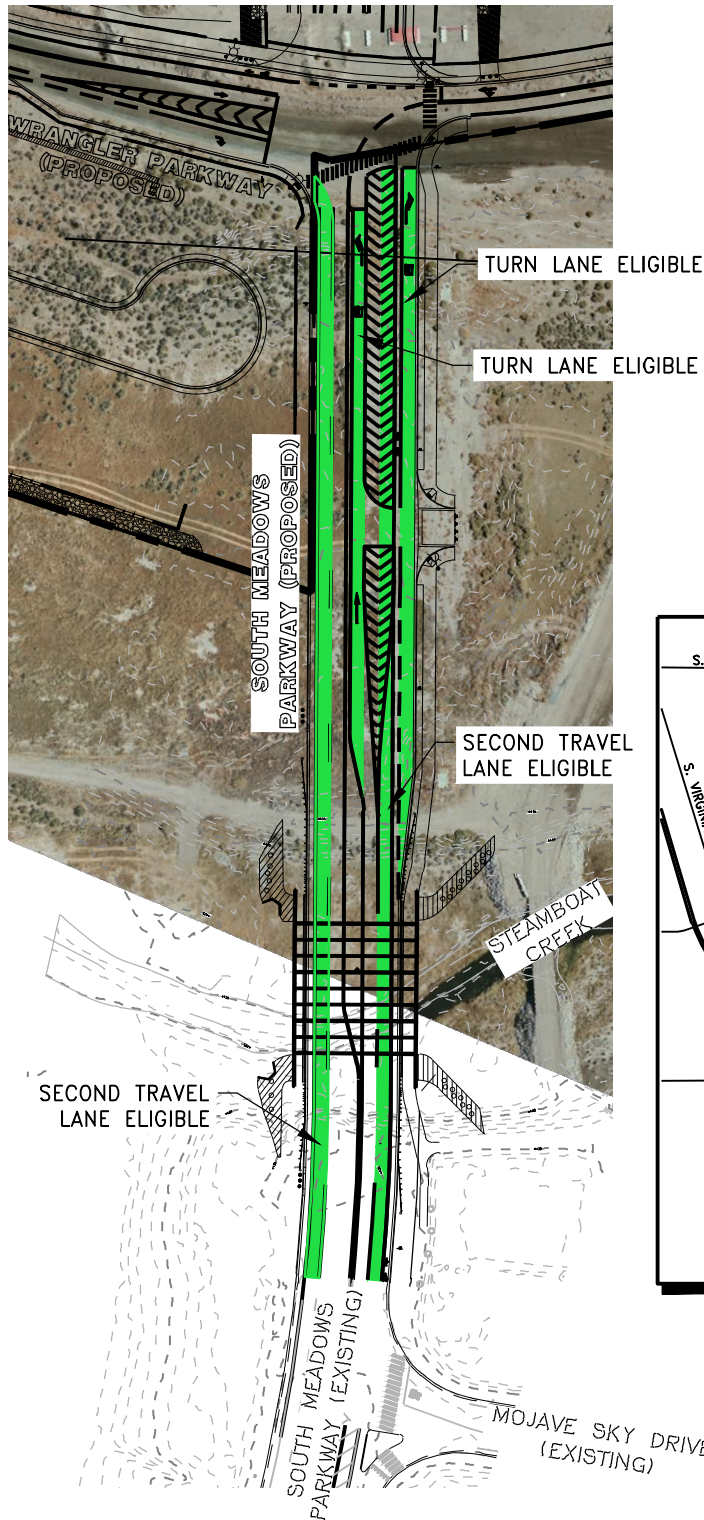 WRANGLER PARKWAY
(PROPOSED)
TURN LANE ELIGIBLE
TURN LANE ELIGIBLE
SOUTH MEADOWS
PARKWAY (PROPOSED)
S.
S. VIRGINI
SECOND TRAVEL
LANE ELIGIBLE
STEAMBOAT
CREEK
SECOND TRAVEL
LANE ELIGIBLE
SOUTH MEADOWS
PARKWAY (EXISTING)
MOJAVE SKY DRIVE
(EXISTING)